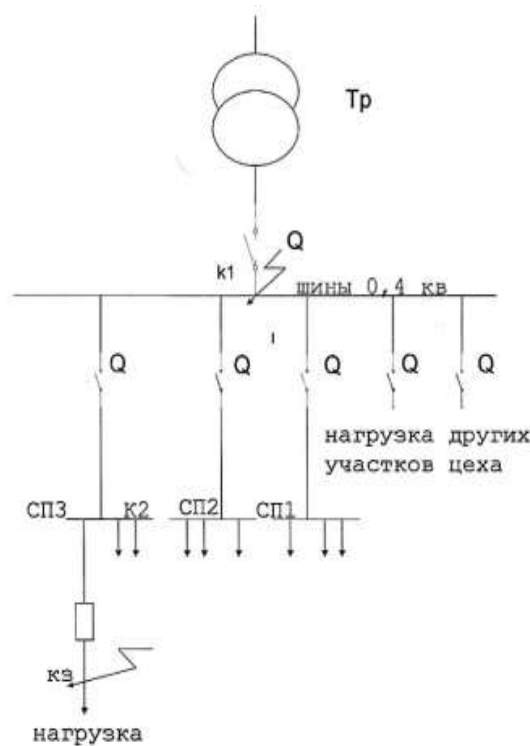 Тр
Q
k1
шины 0,4 кв
I
Q Q Q Q Q
нагрузка других
участков цеха
СП3 К2 СП2 СП1
кз
нагрузка